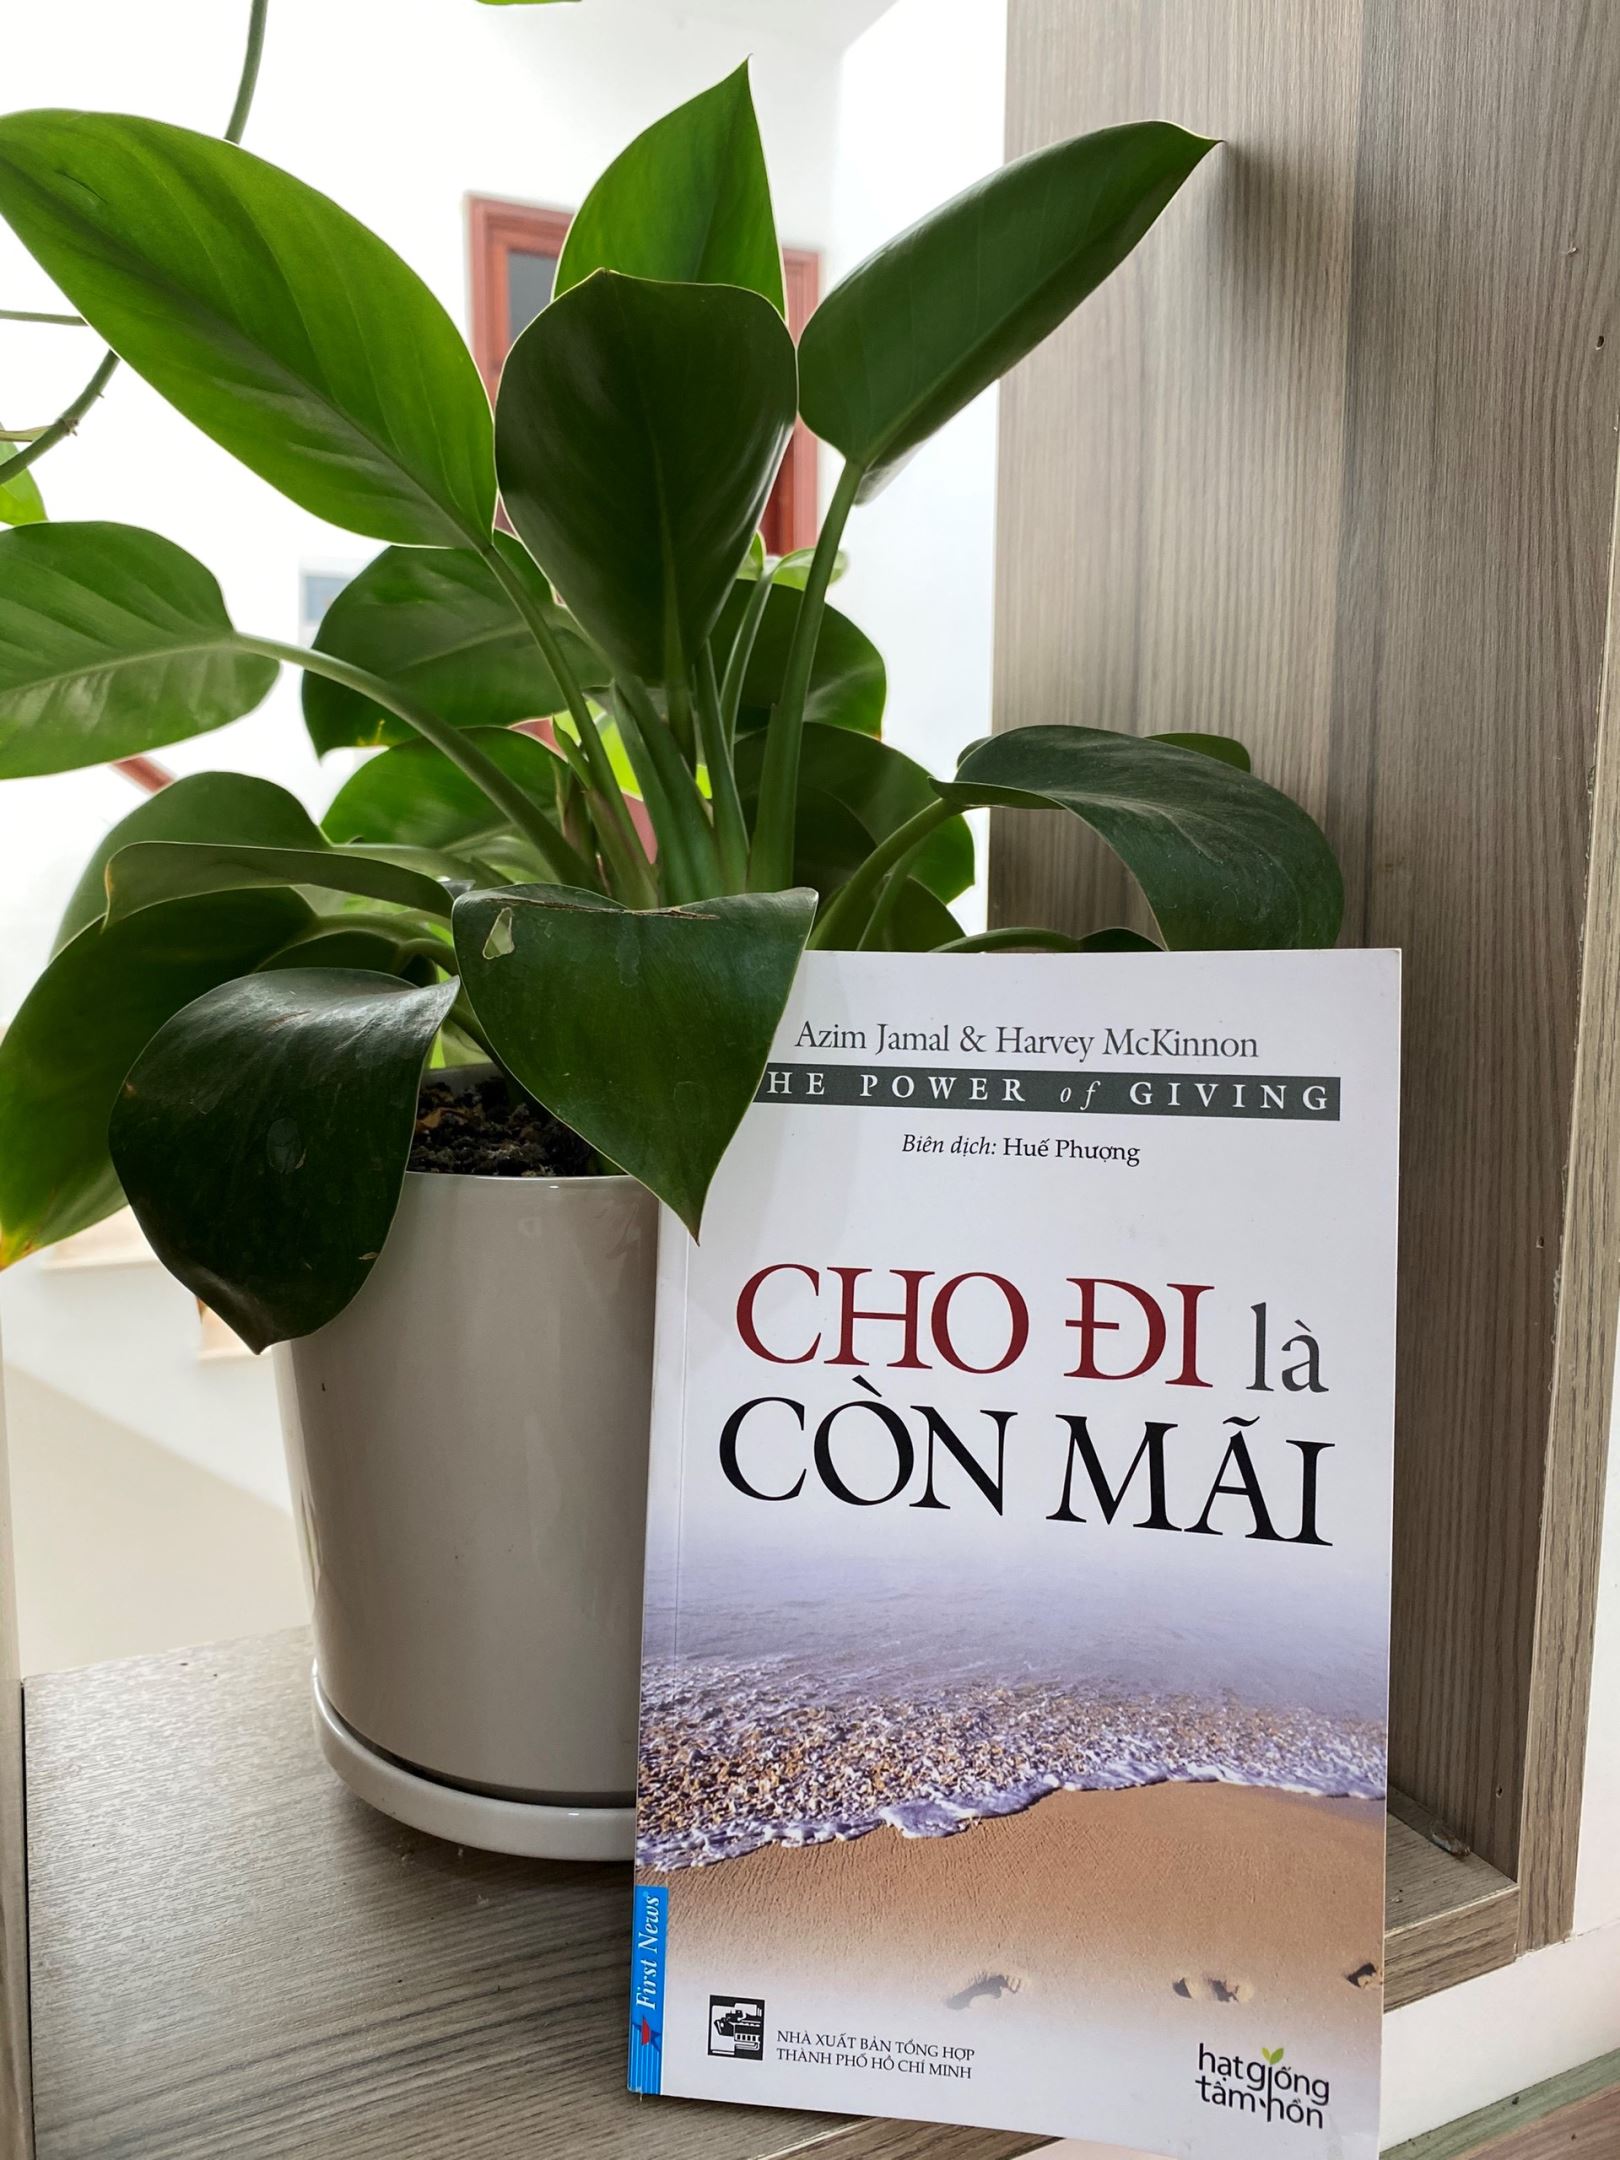 Azim Jamal & Harvey McKinnon
HE POWER of GIVING
Biên dịch: Huế Phượng
CHO ĐI là
CÒN MÃI
First News
NHÀ XUẤT BẢN TỔNG HỢP
THÀNH PHỐ HỒ CHÍ MINH
hạt giống
tâm hồn